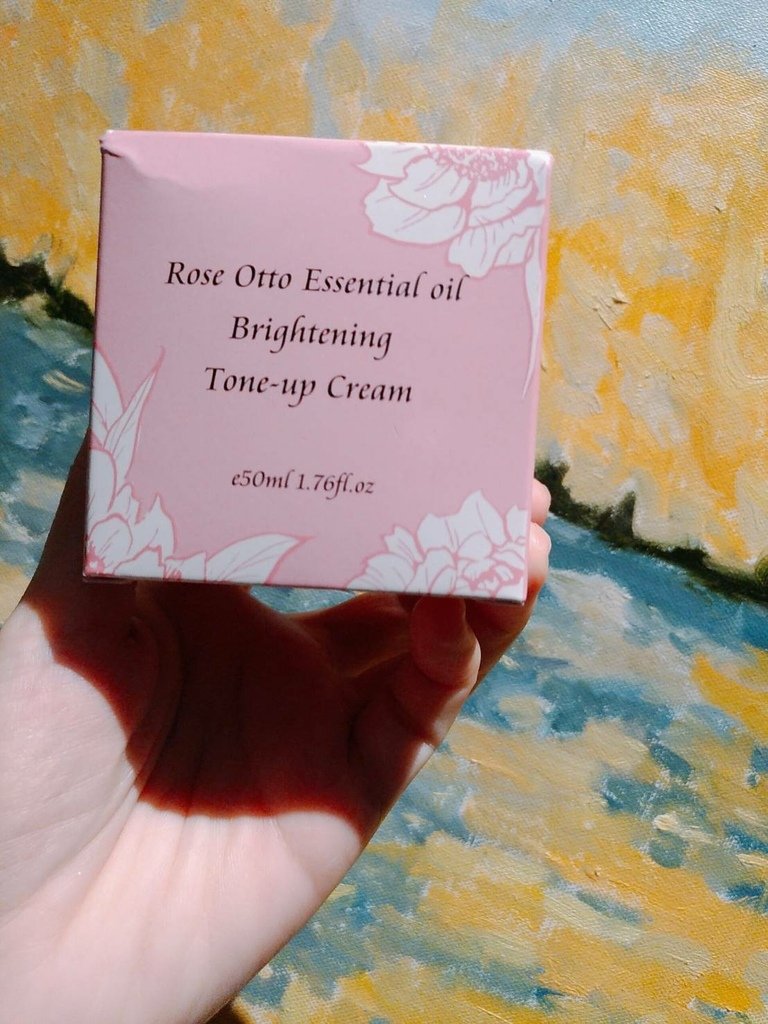 Rose Otto Essential oil
Brightening
Tone-up Cream
e50ml 1.76fl.oz